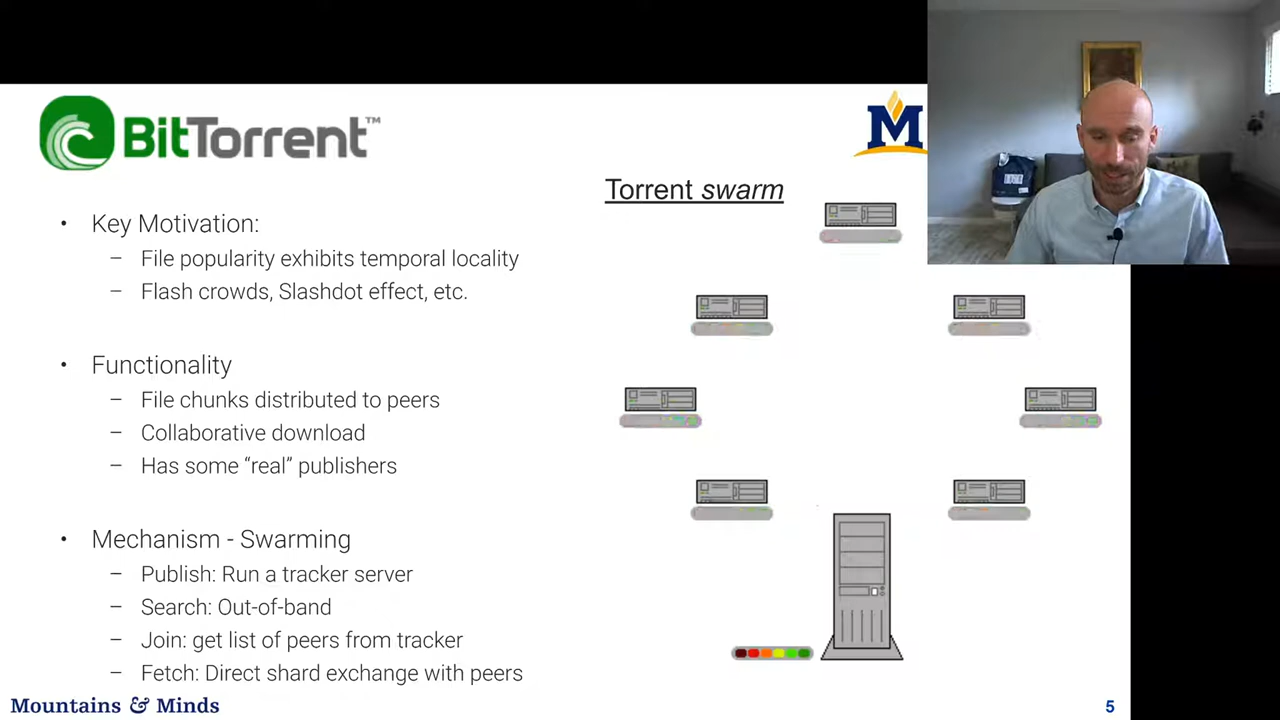 BitTorrent™
M
Torrent swarm
• Key Motivation:
– File popularity exhibits temporal locality
– Flash crowds, Slashdot effect, etc.
• Functionality
– File chunks distributed to peers
– Collaborative download
– Has some “real” publishers
• Mechanism - Swarming
– Publish: Run a tracker server
– Search: Out-of-band
– Join: get list of peers from tracker
– Fetch: Direct shard exchange with peers
Mountains & Minds
5